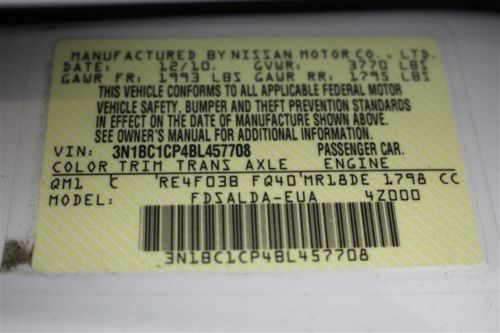 MANUFACTURED BY NISSAN MOTOR CO., LTD.
DATE: 12/10. GVWR: 3770 LBS
GAWR FR: 1993 LBS GAWR RR: 1795 LBS
THIS VEHICLE CONFORMS TO ALL APPLICABLE FEDERAL MOTOR
VEHICLE SAFETY, BUMPER AND THEFT PREVENTION STANDARDS
IN EFFECT ON THE DATE OF MANUFACTURE SHOWN ABOVE.
SEE OWNER'S MANUAL FOR ADDITIONAL INFORMATION
VIN: 3N1BC1CP4BL457708 PASSENGER CAR.
COLOR TRIM TRANS AXLE ENGINE
QM1 C 'RE4F03B FQ40'MR18DE 1798 CC
MODEL: FDSALDA-EUA 4Z000
3N1BC1CP4BL457708